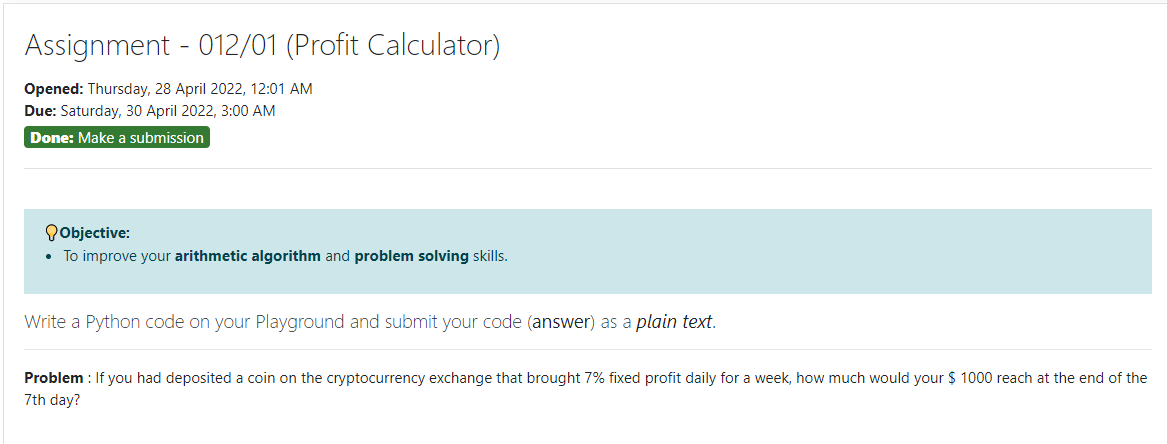 Assignment - 012/01 (Profit Calculator)
Opened: Thursday, 28 April 2022, 12:01 AM
Due: Saturday, 30 April 2022, 3:00 AM
Done: Make a submission
Objective:
• To improve your arithmetic algorithm and problem solving skills.
Write a Python code on your Playground and submit your code (answer) as a plain text.
Problem : If you had deposited a coin on the cryptocurrency exchange that brought 7% fixed profit daily for a week, how much would your $ 1000 reach at the end of the
7th day?